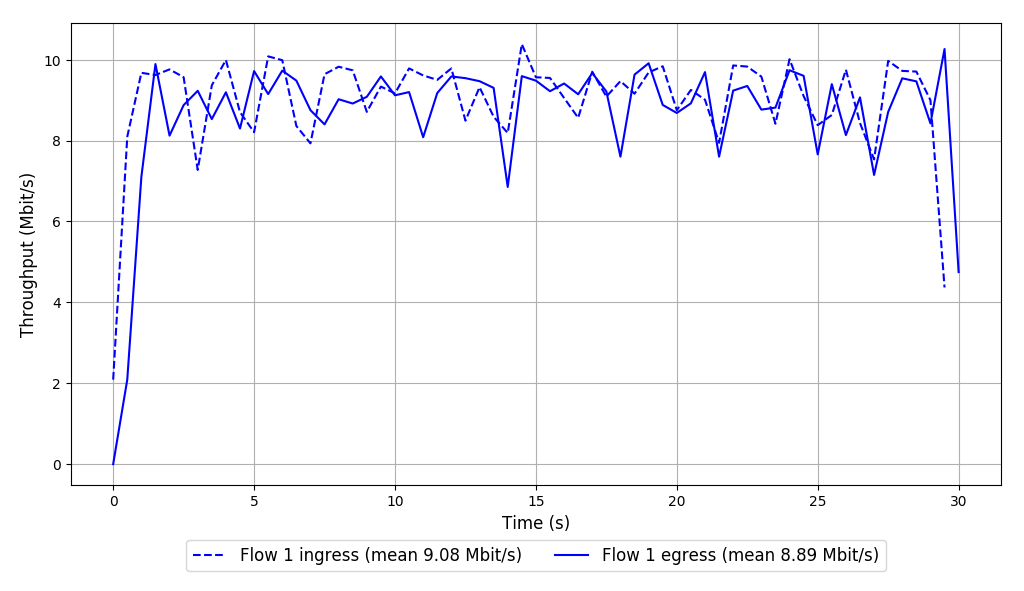 10
8
6
4
2
0
Throughput (Mbit/s)
0 5 10 15 20 25 30
Time (s)
Flow 1 ingress (mean 9.08 Mbit/s) Flow 1 egress (mean 8.89 Mbit/s)